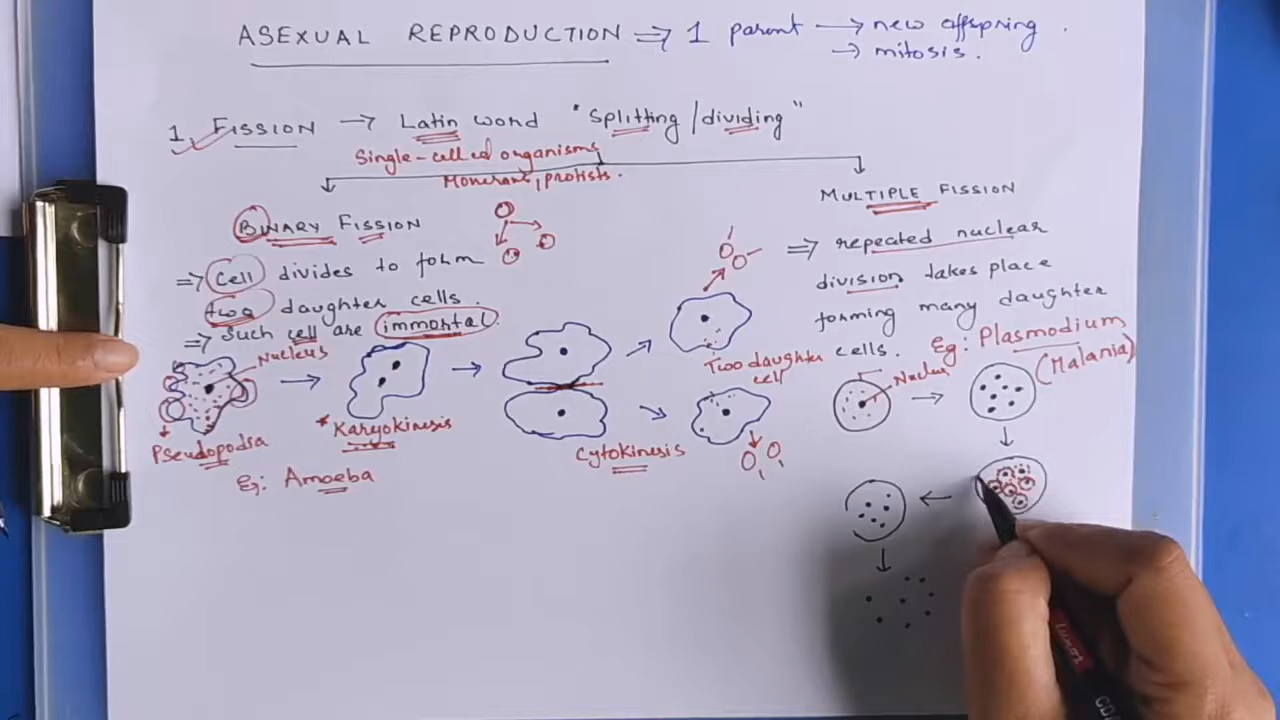 ASEXUAL REPRODUCTION ⇒ 1 parent → new offspring.
→ mitosis.
1. FISSION → Latin word "Splitting/dividing"
Single-celled organisms
Monerans, protists.
BINARY FISSION
⇒ Cell divides to form
two daughter cells.
⇒ Such cell are immortal.
Nucleus
Pseudopodia
Karyokinesis
Cytokinesis
Two daughter
cell
Eg: Amoeba
MULTIPLE FISSION
⇒ repeated nuclear
division takes place
forming many daughter
cells. Eg: Plasmodium
(Malaria)
Nucleus
Luxor